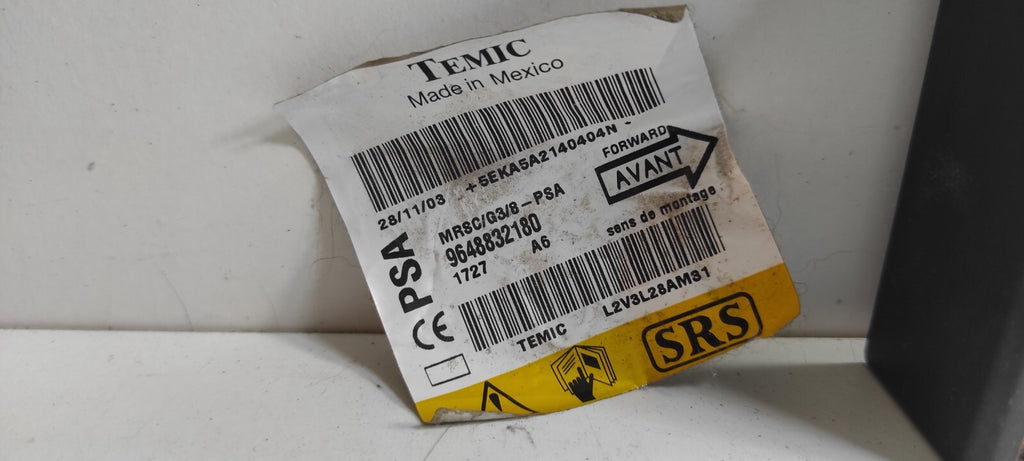 TEMIC
Made in Mexico
+5EKA5A2140404N -
28/11/03
FORWARD
AVANT
MRSC/G3/8-PSA
9648832180
1727 A6
sens de montage
PSA
CE
TEMIC L2V3L28AM31
SRS